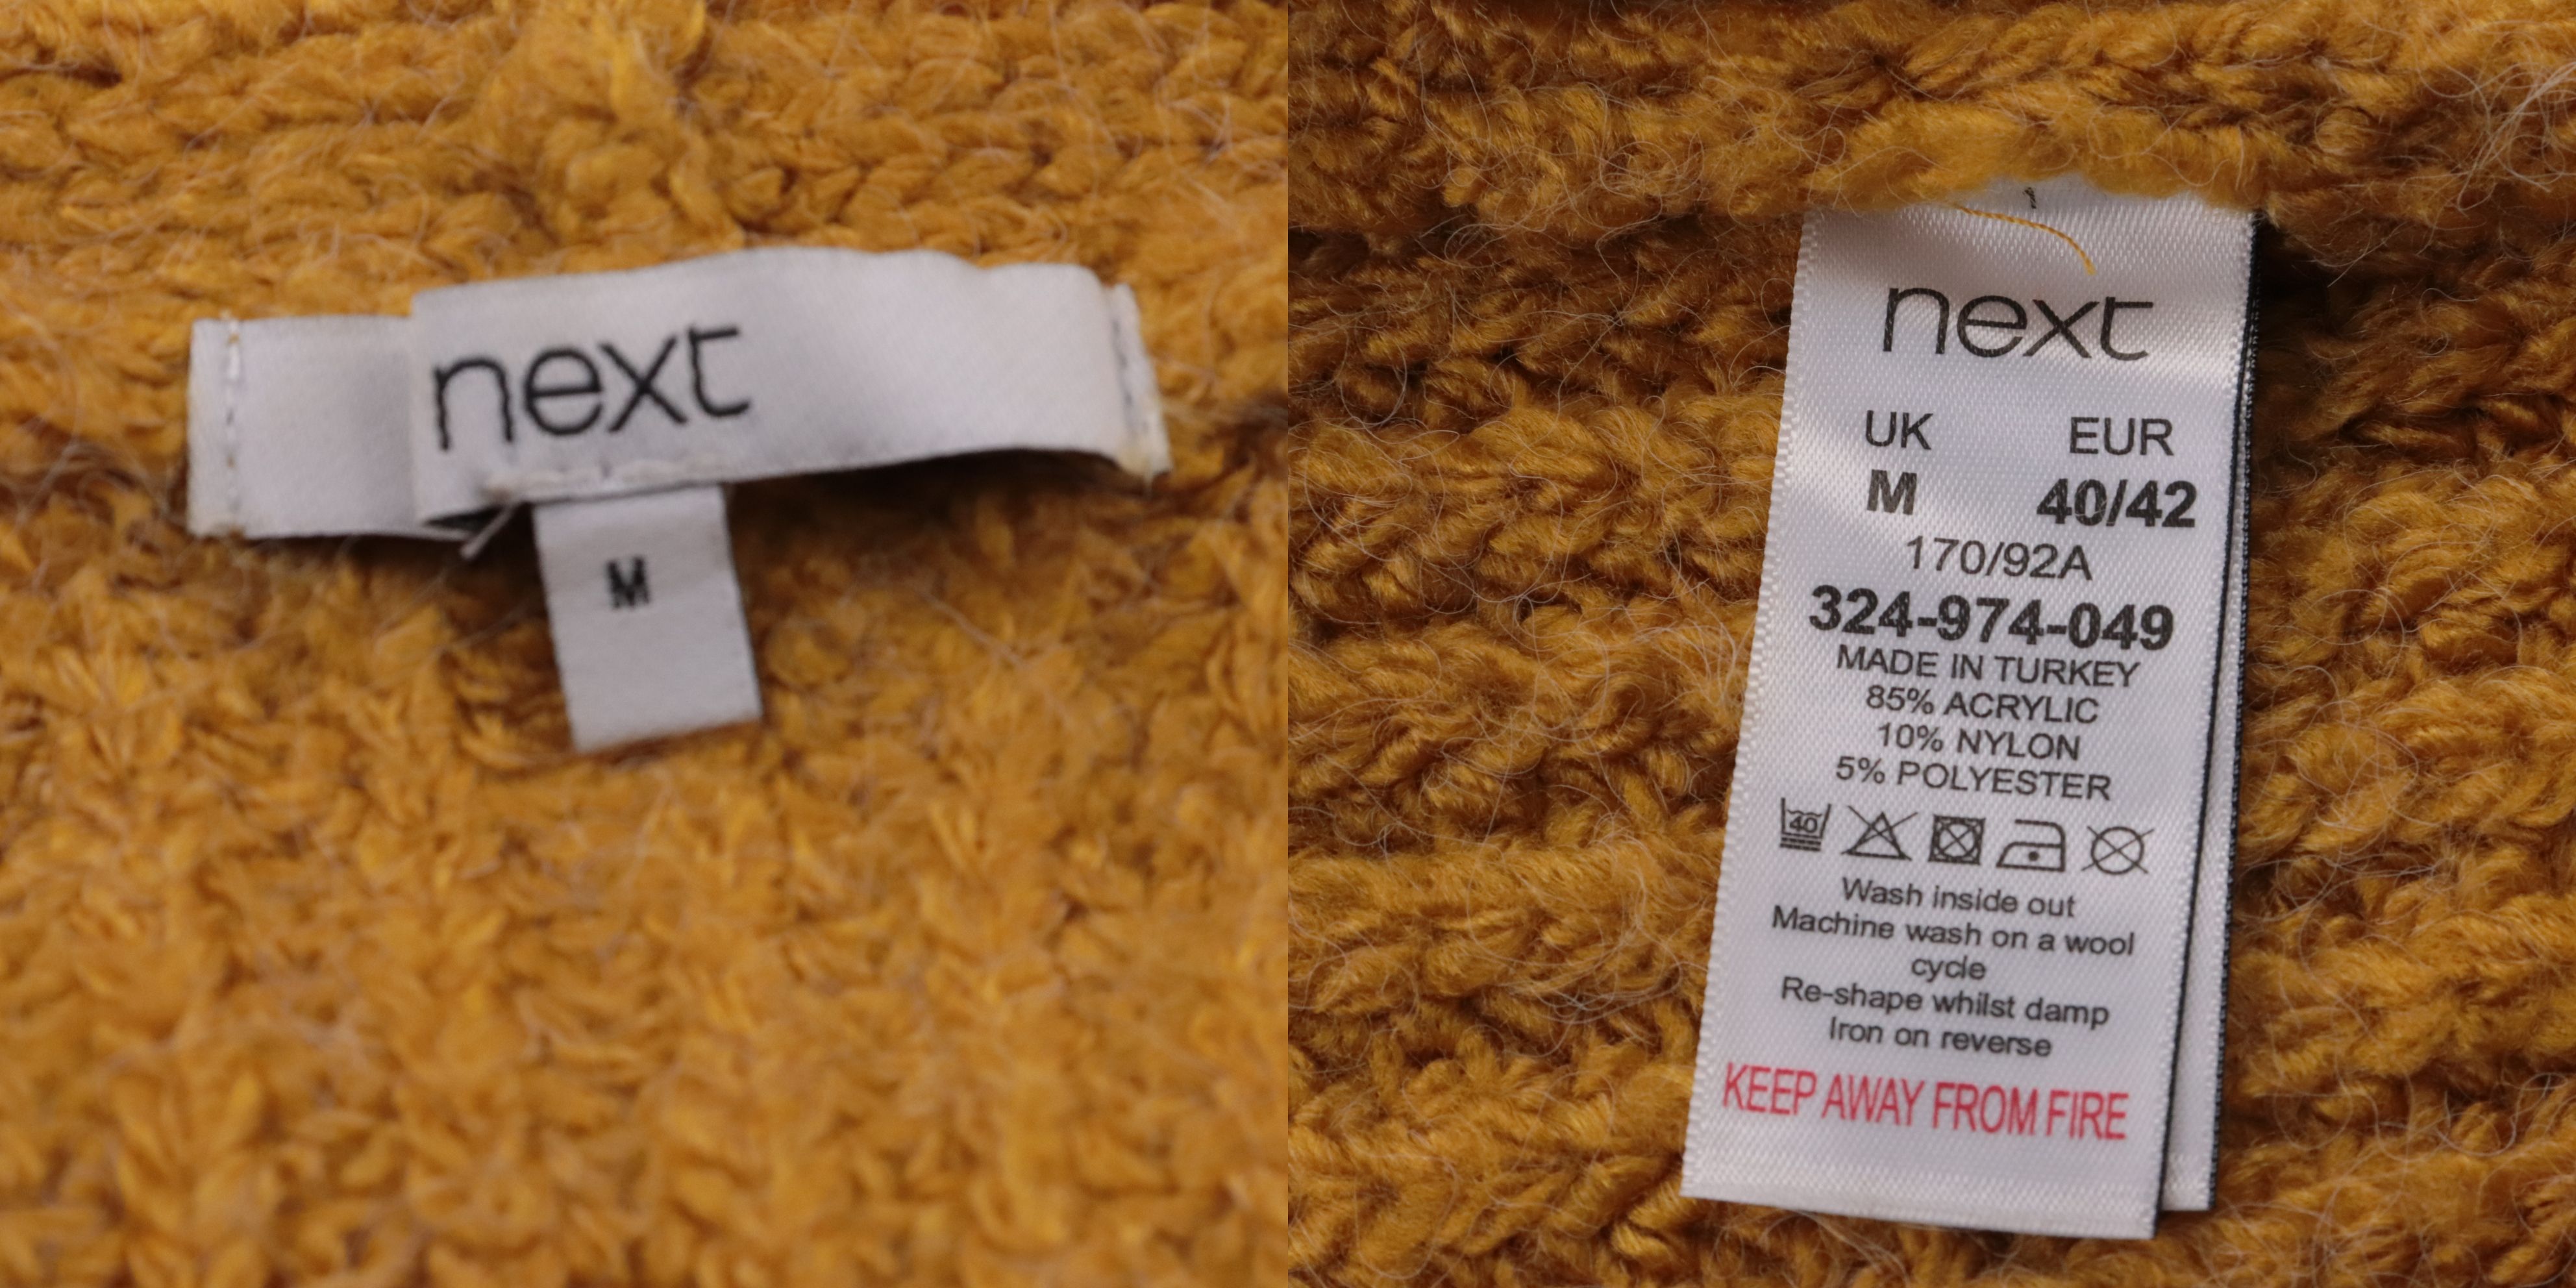 next
M
next
UK EUR
M 40/42
170/92A
324-974-049
MADE IN TURKEY
85% ACRYLIC
10% NYLON
5% POLYESTER
40
Wash inside out
Machine wash on a wool
cycle
Re-shape whilst damp
Iron on reverse
KEEP AWAY FROM FIRE